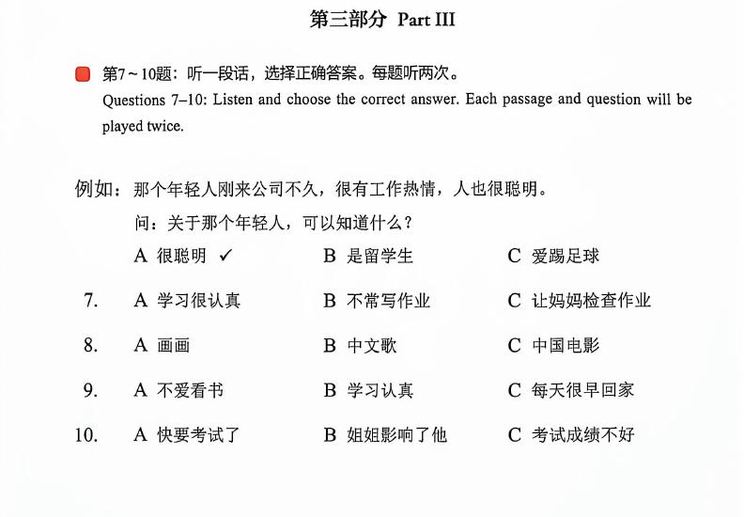 第三部分 Part III
第7～10题：听一段话，选择正确答案。每题听两次。
Questions 7–10: Listen and choose the correct answer. Each passage and question will be
played twice.
例如：那个年轻人刚来公司不久，很有工作热情，人也很聪明。
问：关于那个年轻人，可以知道什么？
A 很聪明 ✓ B 是留学生 C 爱踢足球
7. A 学习很认真 B 不常写作业 C 让妈妈检查作业
8. A 画画 B 中文歌 C 中国电影
9. A 不爱看书 B 学习认真 C 每天很早回家
10. A 快要考试了 B 姐姐影响了他 C 考试成绩不好